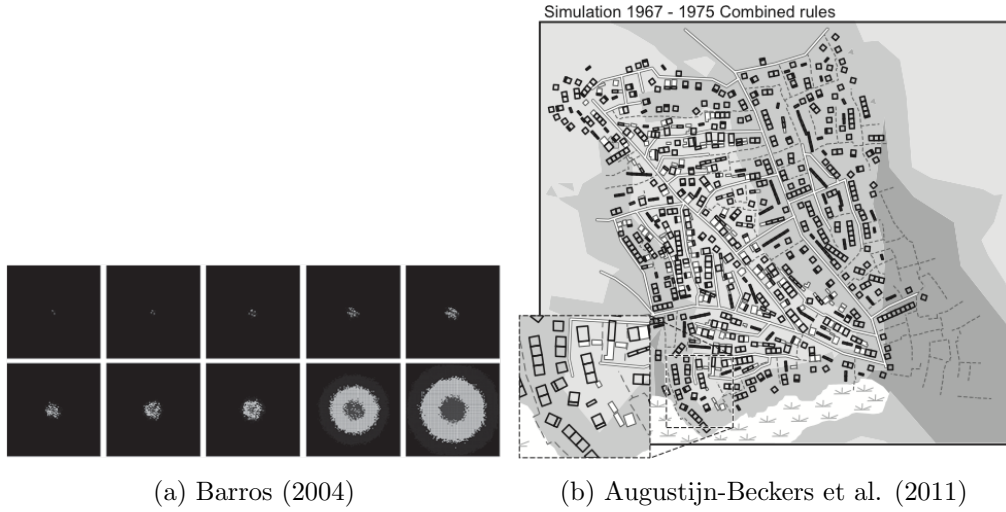 Simulation 1967 - 1975 Combined rules
(a) Barros (2004)
(b) Augustijn-Beckers et al. (2011)